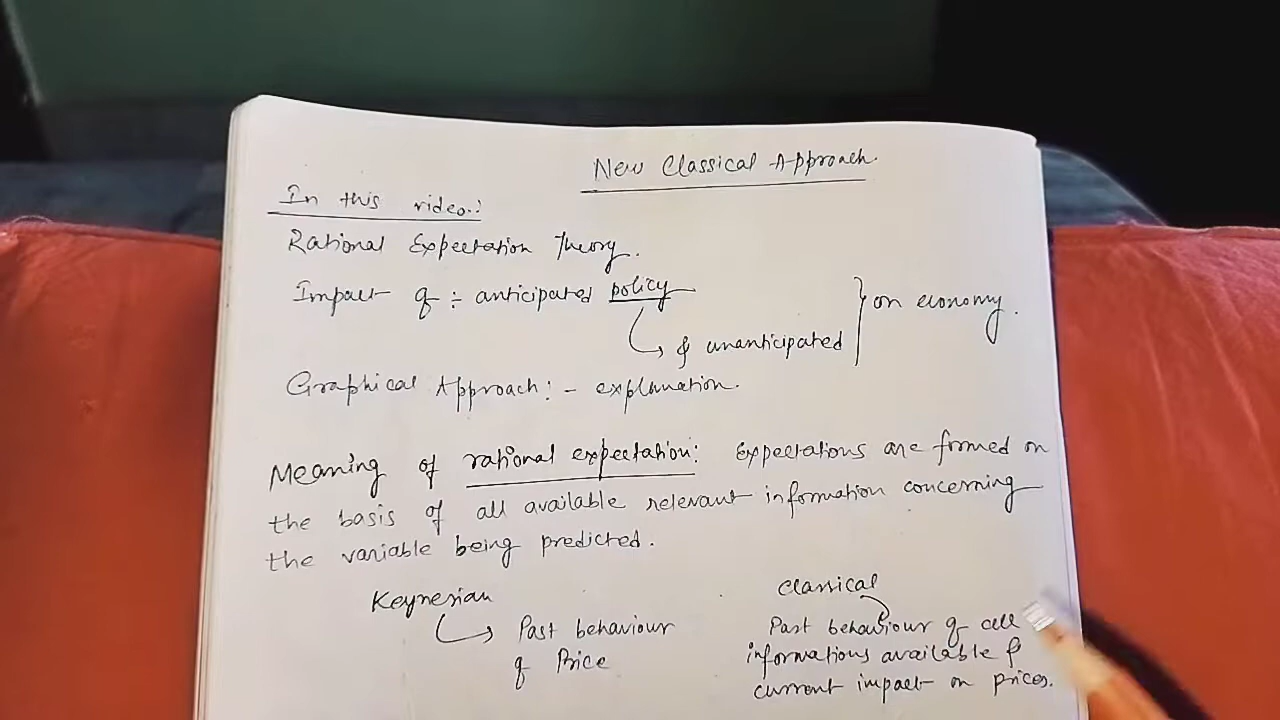 New Classical Approach.
In this video:
Rational Expectation Theory.
Impact of ÷ anticipated policy
& unanticipated } on economy.
Graphical Approach: - explanation.
Meaning of rational expectation: Expectations are formed on
the basis of all available relevant information concerning
the variable being predicted.
Keynesian
Past behaviour
of Price
Classical
Past behaviour of all
informations available &
current impact on prices.